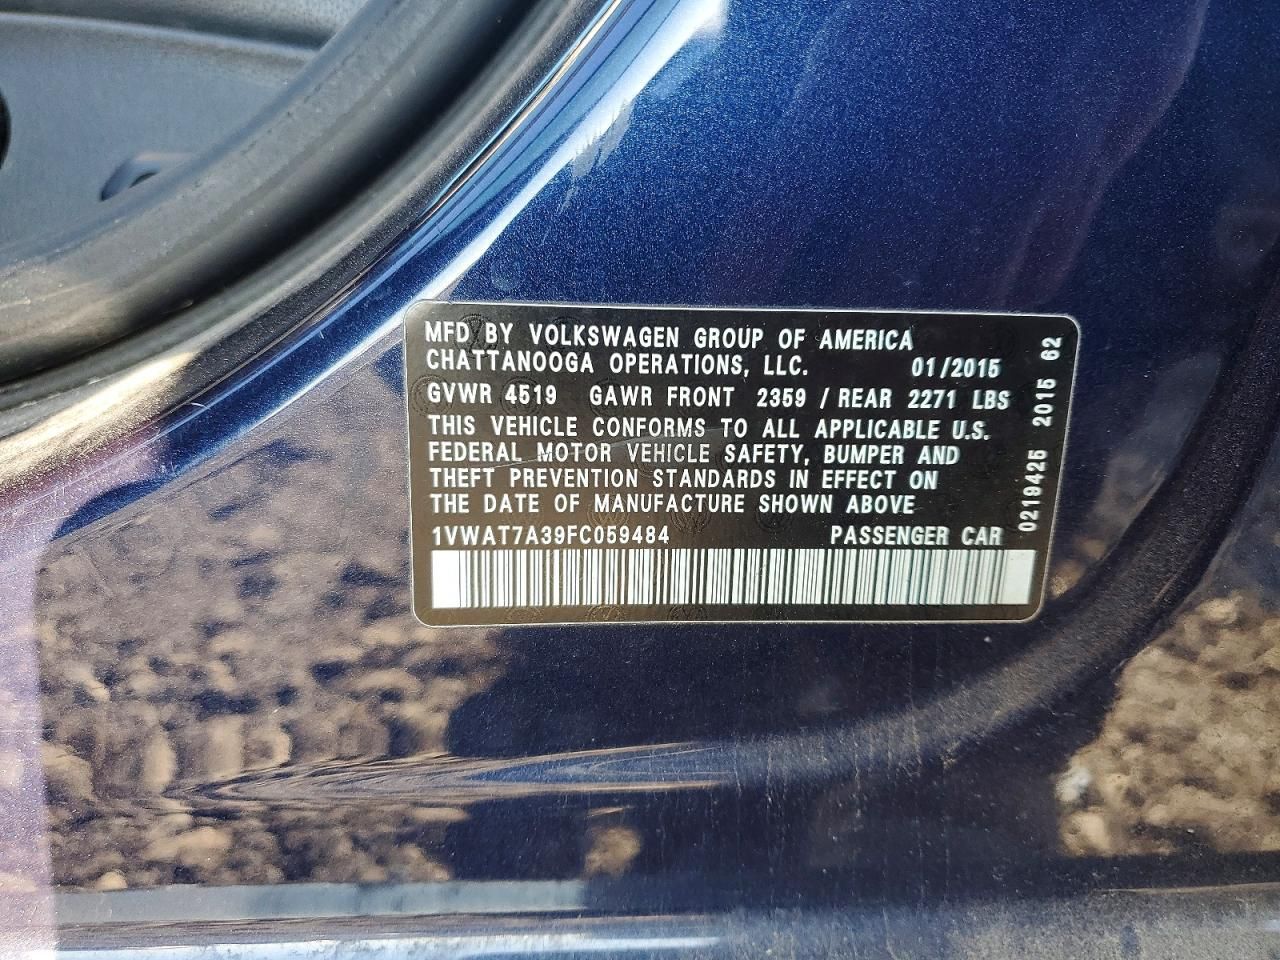 MFD BY VOLKSWAGEN GROUP OF AMERICA
CHATTANOOGA OPERATIONS, LLC. 01/2015
GVWR 4519 GAWR FRONT 2359 / REAR 2271 LBS
THIS VEHICLE CONFORMS TO ALL APPLICABLE U.S.
FEDERAL MOTOR VEHICLE SAFETY, BUMPER AND
THEFT PREVENTION STANDARDS IN EFFECT ON
THE DATE OF MANUFACTURE SHOWN ABOVE
1VWAT7A39FC059484 PASSENGER CAR
0219425 2015 62